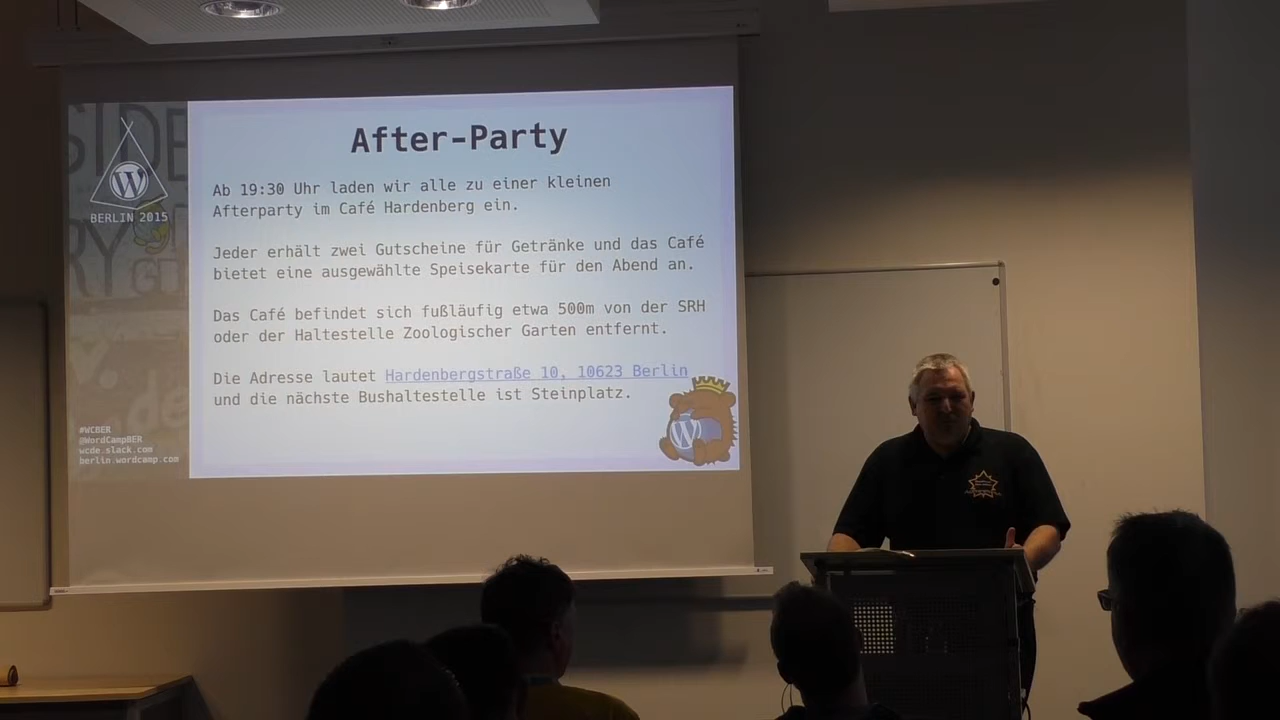 After-Party
Ab 19:30 Uhr laden wir alle zu einer kleinen
Afterparty im Café Hardenberg ein.
Jeder erhält zwei Gutscheine für Getränke und das Café
bietet eine ausgewählte Speisekarte für den Abend an.
Das Café befindet sich fußläufig etwa 500m von der SRH
oder der Haltestelle Zoologischer Garten entfernt.
Die Adresse lautet Hardenbergstraße 10, 10623 Berlin
und die nächste Bushaltestelle ist Steinplatz.
W
BERLIN 2015
#WCBER
@WordCampBER
wcde.slack.com
berlin.wordcamp.com
W